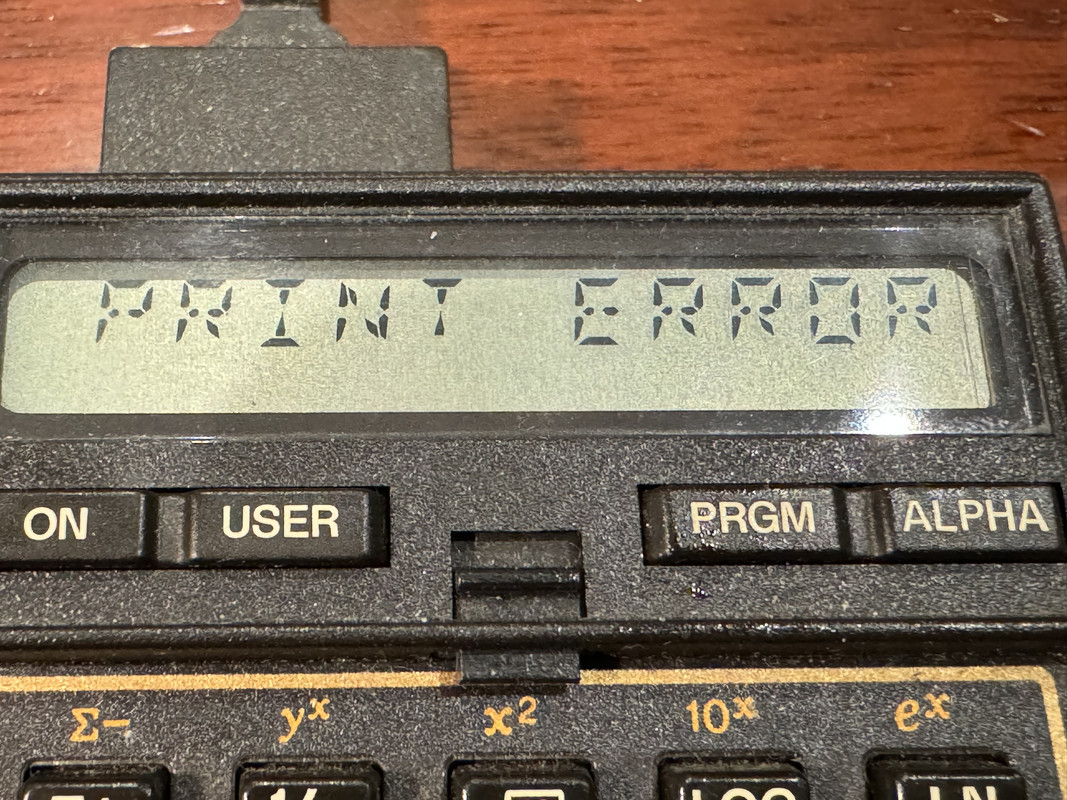 PRINT ERROR
ON USER PRGM ALPHA
Σ− yˣ x² 10ˣ eˣ